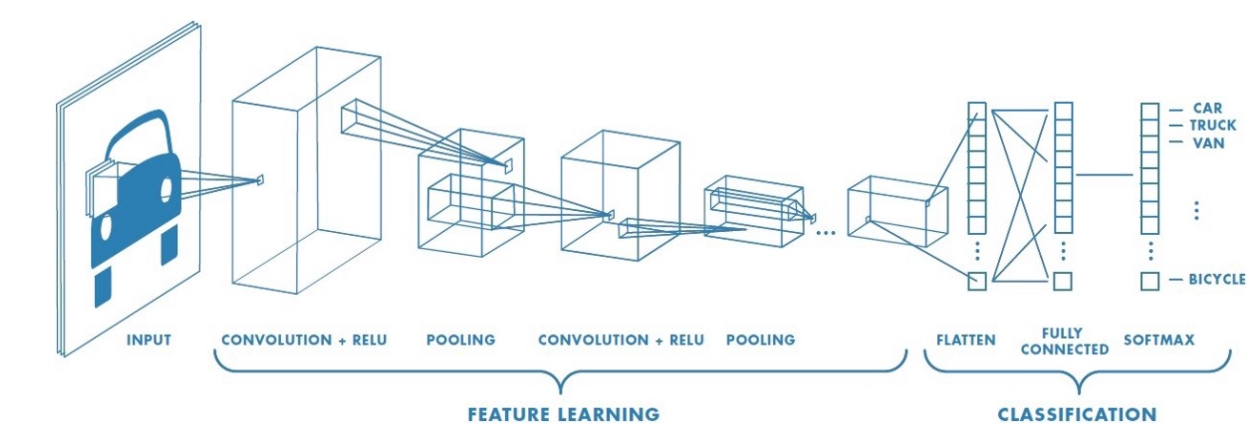 CAR
TRUCK
VAN
BICYCLE
INPUT
CONVOLUTION + RELU
POOLING
CONVOLUTION + RELU
POOLING
FLATTEN
FULLY
CONNECTED
SOFTMAX
FEATURE LEARNING
CLASSIFICATION